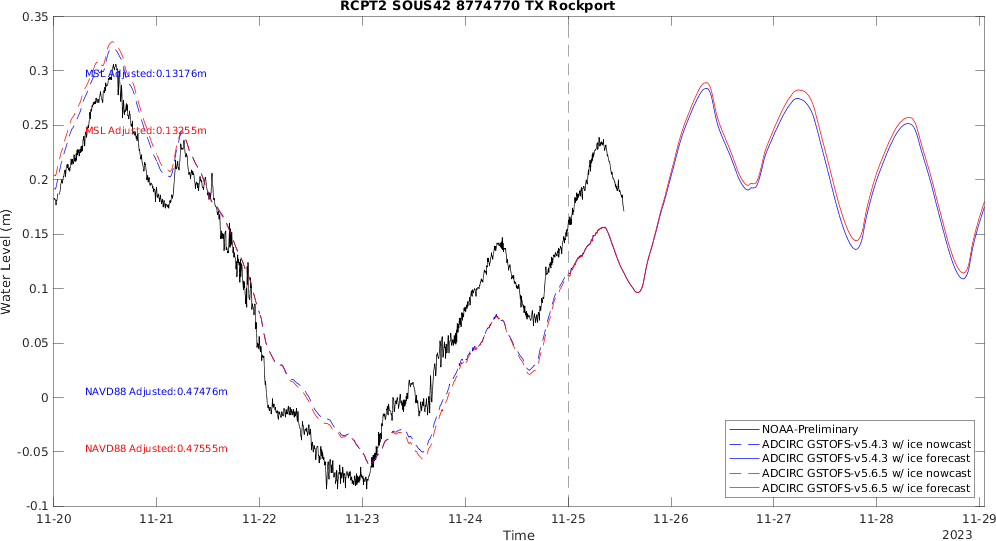 RCPT2 SOUS42 8774770 TX Rockport
0.35
0.3
0.25
0.2
0.15
0.1
0.05
0
-0.05
-0.1
Water Level (m)
MSL Adjusted:0.13176m
MSL Adjusted:0.13255m
NAVD88 Adjusted:0.47476m
NAVD88 Adjusted:0.47555m
NOAA-Preliminary
ADCIRC GSTOFS-v5.4.3 w/ ice nowcast
ADCIRC GSTOFS-v5.4.3 w/ ice forecast
ADCIRC GSTOFS-v5.6.5 w/ ice nowcast
ADCIRC GSTOFS-v5.6.5 w/ ice forecast
11-20 11-21 11-22 11-23 11-24 11-25 11-26 11-27 11-28 11-29
Time
2023